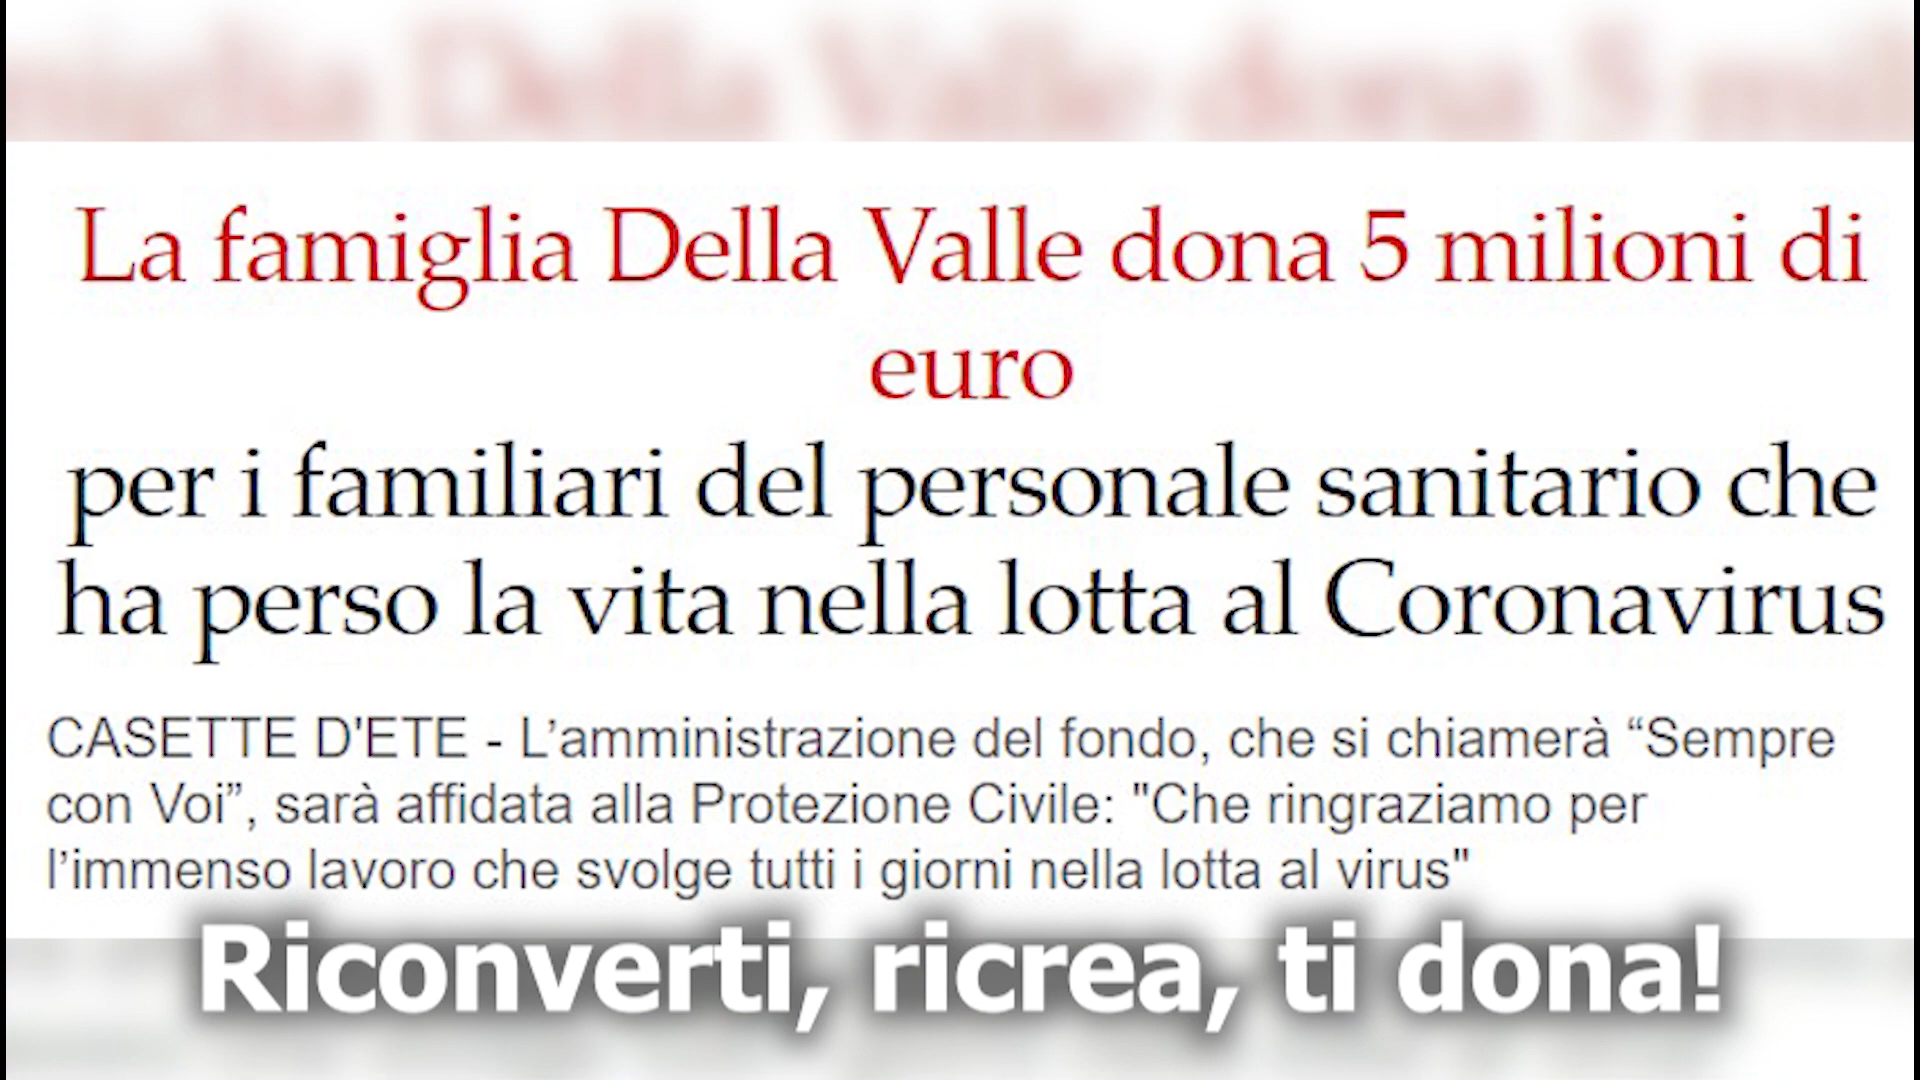 La famiglia Della Valle dona 5 milioni di
euro
per i familiari del personale sanitario che
ha perso la vita nella lotta al Coronavirus
CASETTE D'ETE - L’amministrazione del fondo, che si chiamerà “Sempre
con Voi”, sarà affidata alla Protezione Civile: "Che ringraziamo per
l’immenso lavoro che svolge tutti i giorni nella lotta al virus"
Riconverti, ricrea, ti dona!